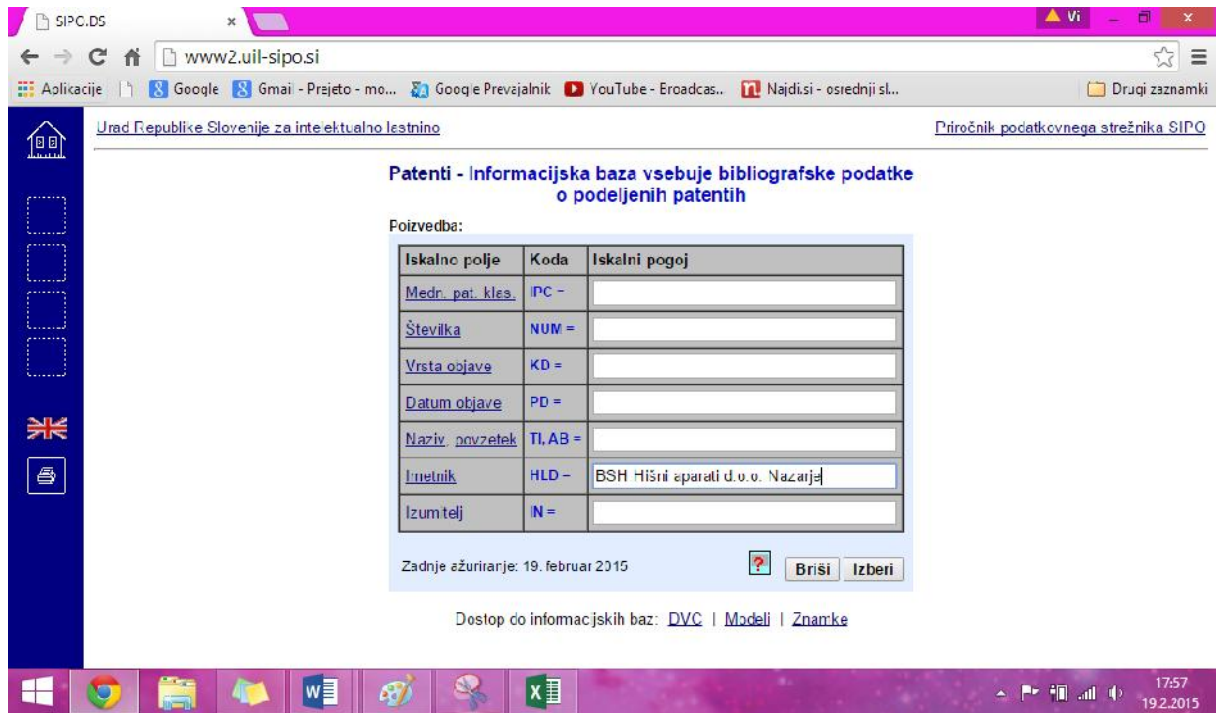 SIPO.DS
Vi
www2.uil-sipo.si
Aplikacije Google Gmail - Prejeto - mo... Google Prevajalnik YouTube - Broadcas... Najdi.si - osrednji sl... Drugi zaznamki
Urad Republike Slovenije za intelektualno lastnino
Priročnik podatkovnega strežnika SIPO
Patenti - Informacijska baza vsebuje bibliografske podatke
o podeljenih patentih
Poizvedba:
Iskalno polje Koda Iskalni pogoj
Medn. pat. klas. IPC =
Številka NUM =
Vrsta objave KD =
Datum objave PD =
Naziv, povzetek TI, AB =
Imetnik HLD = BSH Hišni aparati d.o.o. Nazarje
Izumitelj IN =
Zadnje ažuriranje: 19. februar 2015 ? Briši Izberi
Dostop do informacijskih baz: DVC | Modeli | Znamke
17:57
19.2.2015